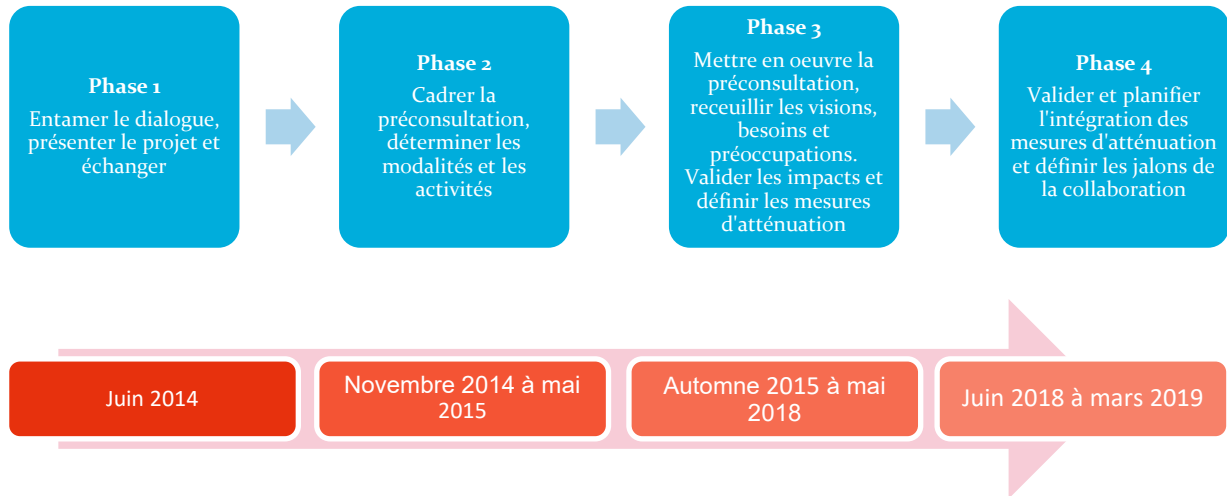 Phase 1
Entamer le dialogue,
présenter le projet et
échanger
Phase 2
Cadrer la
préconsultation,
déterminer les
modalités et les
activités
Phase 3
Mettre en oeuvre la
préconsultation,
receuillir les visions,
besoins et
préoccupations.
Valider les impacts et
définir les mesures
d'atténuation
Phase 4
Valider et planifier
l'intégration des
mesures d'atténuation
et définir les jalons de
la collaboration
Juin 2014
Novembre 2014 à mai
2015
Automne 2015 à mai
2018
Juin 2018 à mars 2019